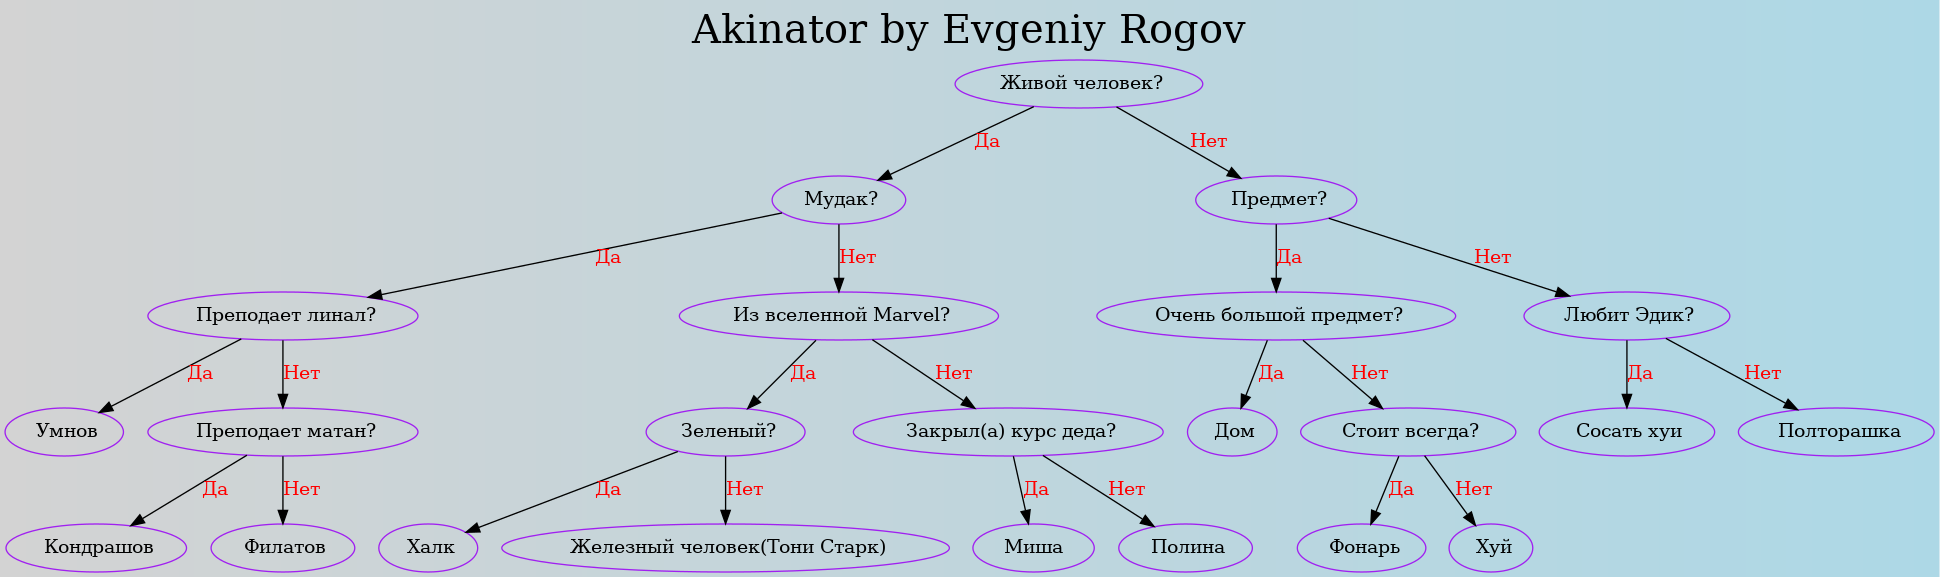 Akinator by Evgeniy Rogov
Живой человек?
Да
Нет
Мудак?
Предмет?
Да
Нет
Да
Нет
Преподает линал?
Из вселенной Marvel?
Очень большой предмет?
Любит Эдик?
Да
Нет
Да
Нет
Да
Нет
Да
Нет
Умнов
Преподает матан?
Зеленый?
Закрыл(а) курс деда?
Дом
Стоит всегда?
Сосать хуи
Полторашка
Да
Нет
Да
Нет
Да
Нет
Да
Нет
Кондрашов
Филатов
Халк
Железный человек(Тони Старк)
Миша
Полина
Фонарь
Хуй